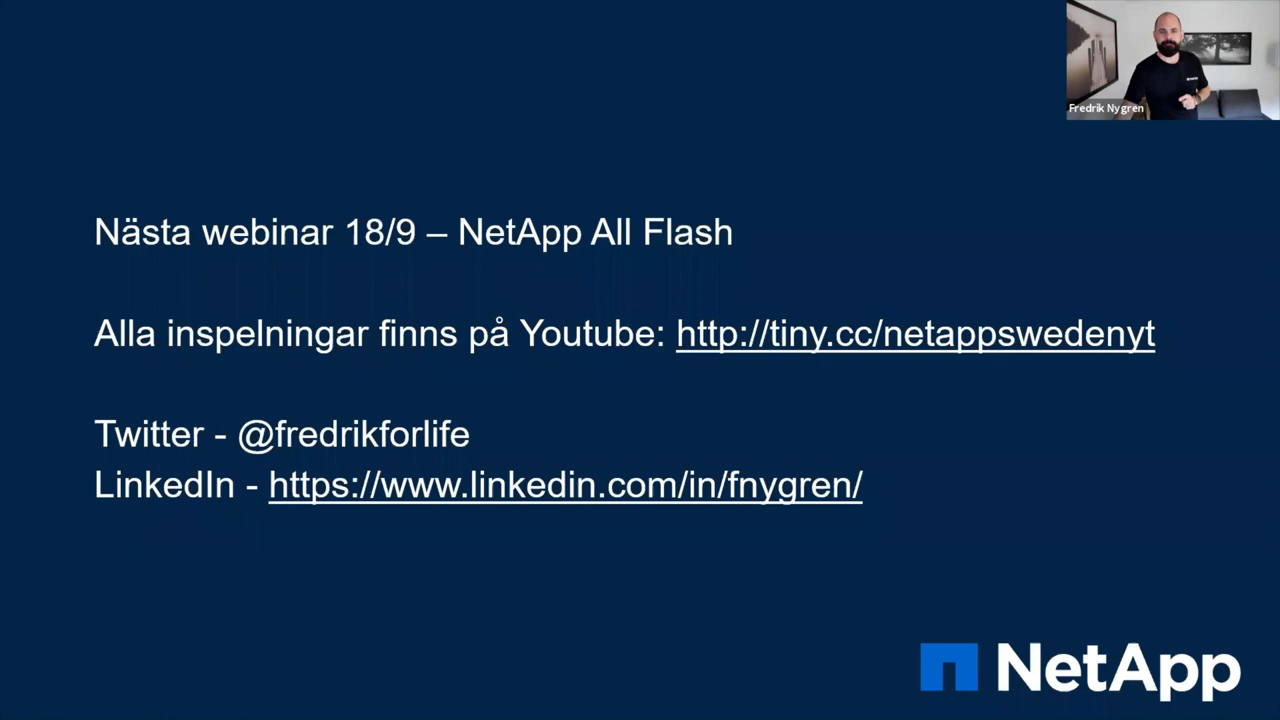 Fredrik Nygren
Nästa webinar 18/9 – NetApp All Flash
Alla inspelningar finns på Youtube: http://tiny.cc/netappswedenyt
Twitter - @fredrikforlife
LinkedIn - https://www.linkedin.com/in/fnygren/
NetApp